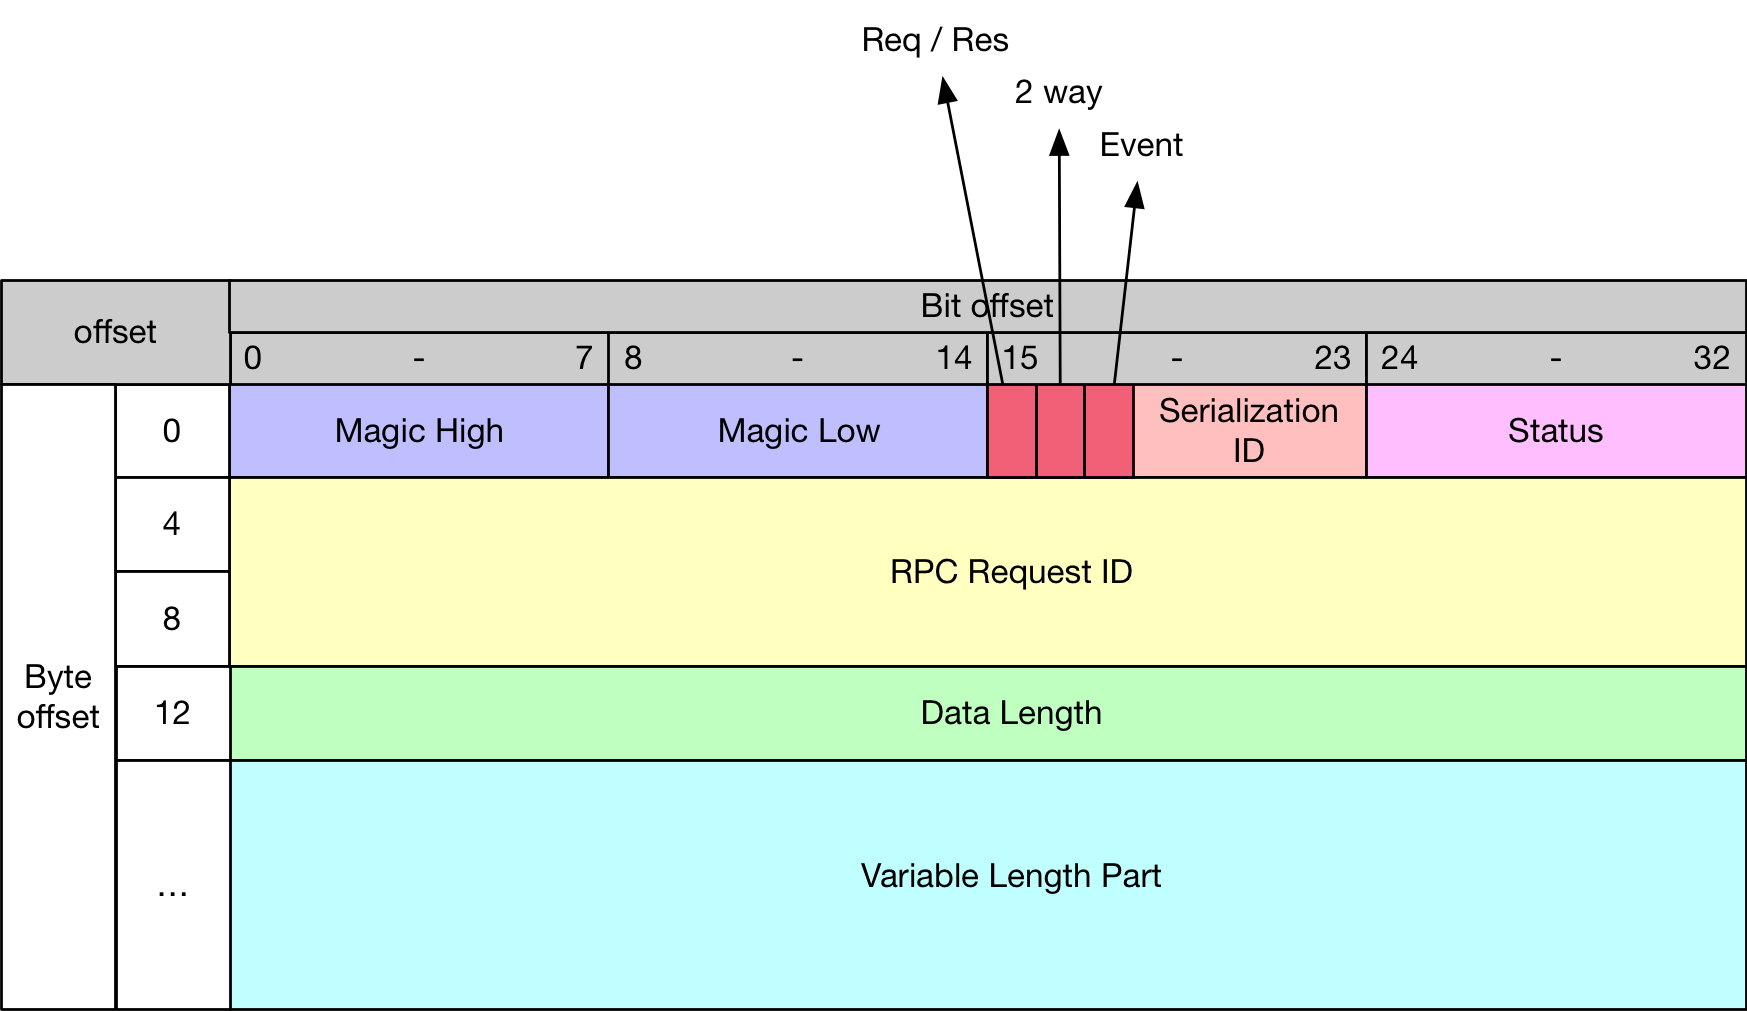 Req / Res
2 way
Event
offset
Bit offset
0 - 7 8 - 14 15 - 23 24 - 32
Byte
offset
0
Magic High
Magic Low
Serialization
ID
Status
4
8
RPC Request ID
12
Data Length
...
Variable Length Part